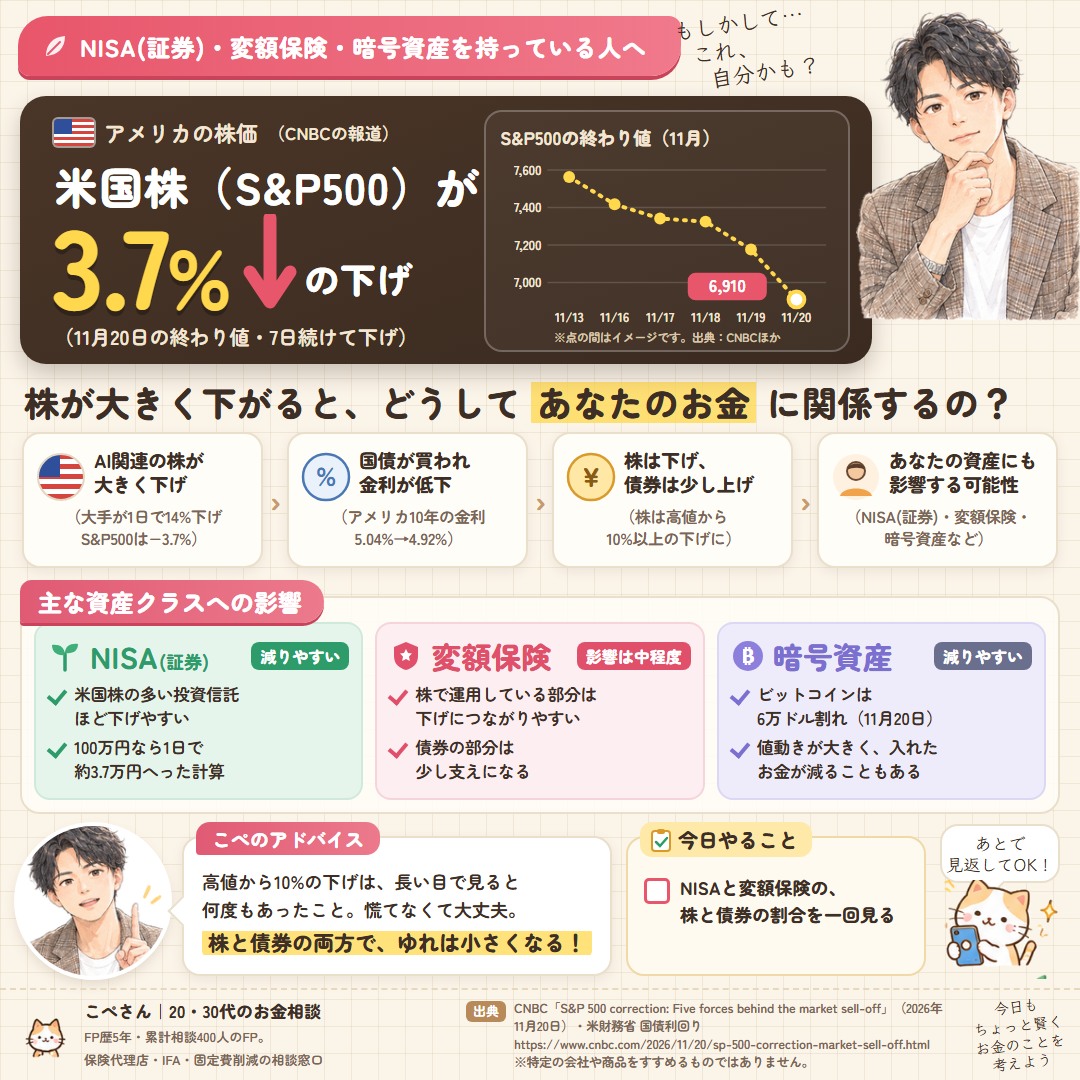 NISA(証券)・変額保険・暗号資産を持っている人へ
もしかして…
これ、
自分かも？
アメリカの株価 （CNBCの報道）
米国株（S&P500）が
3.7% の下げ
（11月20日の終わり値・7日続けて下げ）
S&P500の終わり値（11月）
7,600
7,400
7,200
7,000
6,910
11/13 11/16 11/17 11/18 11/19 11/20
※点の間はイメージです。出典：CNBCほか
株が大きく下がると、どうして あなたのお金 に関係するの？
AI関連の株が
大きく下げ
（大手が1日で14%下げ
S&P500は−3.7%）
›
%
国債が買われ
金利が低下
（アメリカ10年の金利
5.04%→4.92%）
›
¥
株は下げ、
債券は少し上げ
（株は高値から
10%以上の下げに）
›
あなたの資産にも
影響する可能性
（NISA(証券)・変額保険・
暗号資産など）
主な資産クラスへの影響
NISA(証券) 減りやすい
米国株の多い投資信託
ほど下げやすい
100万円なら1日で
約3.7万円へった計算
変額保険 影響は中程度
株で運用している部分は
下げにつながりやすい
債券の部分は
少し支えになる
暗号資産 減りやすい
ビットコインは
6万ドル割れ（11月20日）
値動きが大きく、入れた
お金が減ることもある
こぺのアドバイス
高値から10%の下げは、長い目で見ると
何度もあったこと。慌てなくて大丈夫。
株と債券の両方で、ゆれは小さくなる！
今日やること
NISAと変額保険の、
株と債券の割合を一回見る
あとで
見返してOK！
こぺさん｜20・30代のお金相談
FP歴5年・累計相談400人のFP。
保険代理店・IFA・固定費削減の相談窓口
出典
CNBC「S&P 500 correction: Five forces behind the market sell-off」（2026年
11月20日）・米財務省 国債利回り
https://www.cnbc.com/2026/11/20/sp-500-correction-market-sell-off.html
※特定の会社や商品をすすめるものではありません。
今日も
ちょっと賢く
お金のことを
考えよう